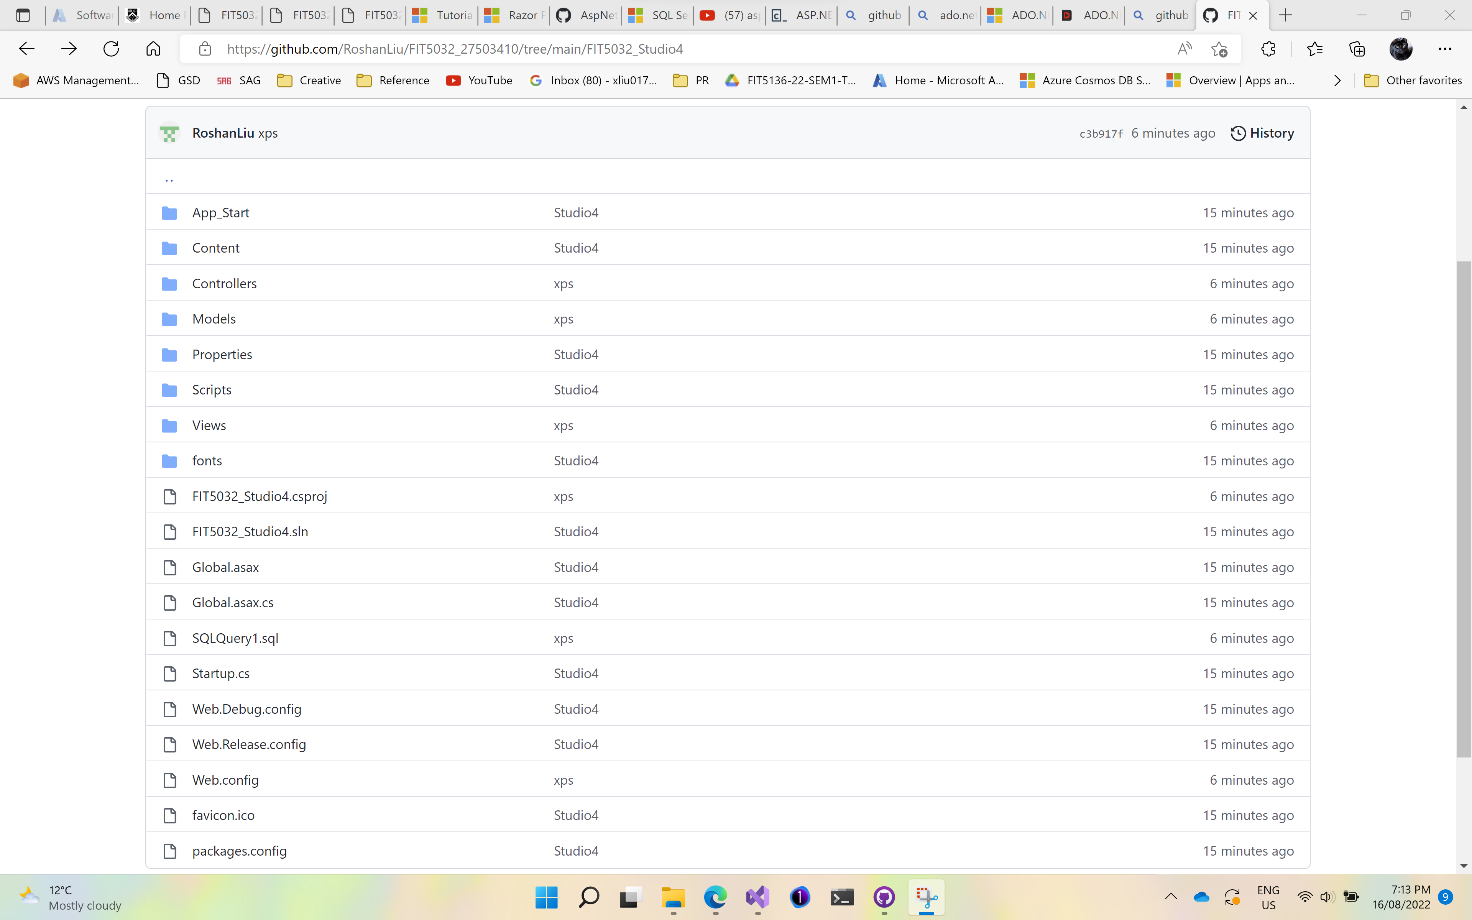 Softwar
Home
FIT503
FIT503
FIT503
Tutoria
Razor
AspNe
SQL Se
(57) as
ASP.NE
github
ado.ne
ADO.N
ADO.N
github
FIT
https://github.com/RoshanLiu/FIT5032_27503410/tree/main/FIT5032_Studio4
AWS Management... GSD SAG Creative Reference YouTube Inbox (80) - xliu017... PR FIT5136-22-SEM1-T... Home - Microsoft A... Azure Cosmos DB S... Overview | Apps an... Other favorites
RoshanLiu xps c3b917f 6 minutes ago History
..
App_Start Studio4 15 minutes ago
Content Studio4 15 minutes ago
Controllers xps 6 minutes ago
Models xps 6 minutes ago
Properties Studio4 15 minutes ago
Scripts Studio4 15 minutes ago
Views xps 6 minutes ago
fonts Studio4 15 minutes ago
FIT5032_Studio4.csproj xps 6 minutes ago
FIT5032_Studio4.sln Studio4 15 minutes ago
Global.asax Studio4 15 minutes ago
Global.asax.cs Studio4 15 minutes ago
SQLQuery1.sql xps 6 minutes ago
Startup.cs Studio4 15 minutes ago
Web.Debug.config Studio4 15 minutes ago
Web.Release.config Studio4 15 minutes ago
Web.config xps 6 minutes ago
favicon.ico Studio4 15 minutes ago
packages.config Studio4 15 minutes ago
12°C
Mostly cloudy
ENG
US
7:13 PM
16/08/2022
9